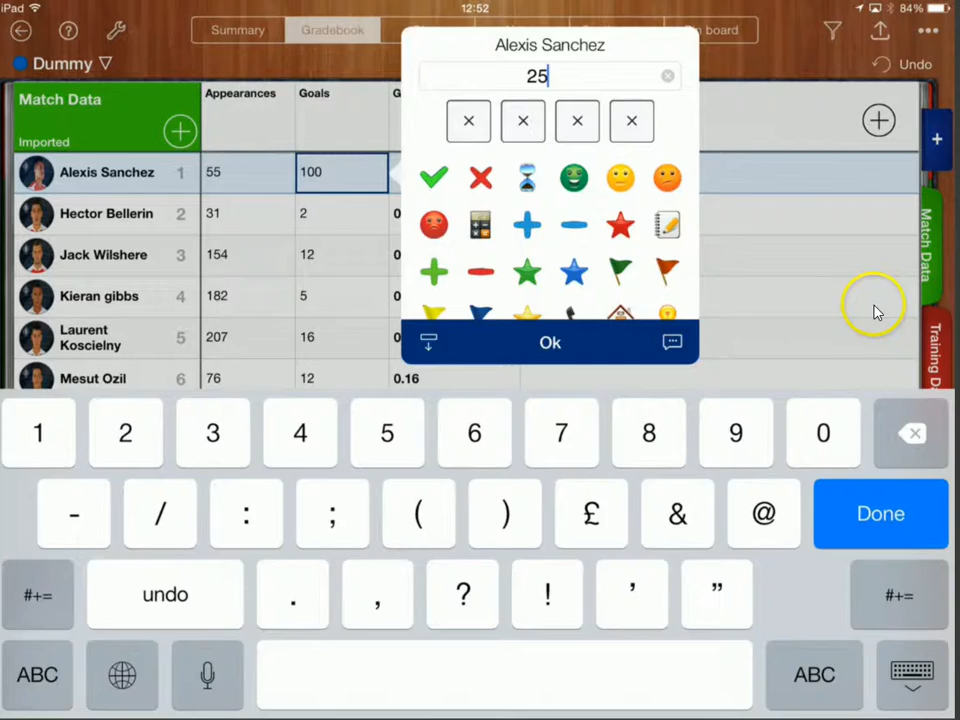 iPad 12:52 84%
Summary Gradebook board
Dummy Undo
Alexis Sanchez
25
Match Data Appearances Goals G
Imported
Alexis Sanchez 1 55 100
Hector Bellerin 2 31 2 0
Jack Wilshere 3 154 12 0
Kieran gibbs 4 182 5 0
Laurent
Koscielny 5 207 16 0
Mesut Ozil 6 76 12 0.16
Ok
Match Data
Training Da
1 2 3 4 5 6 7 8 9 0
- / : ; ( ) £ & @ Done
#+= undo . , ? ! ’ ” #+=
ABC ABC